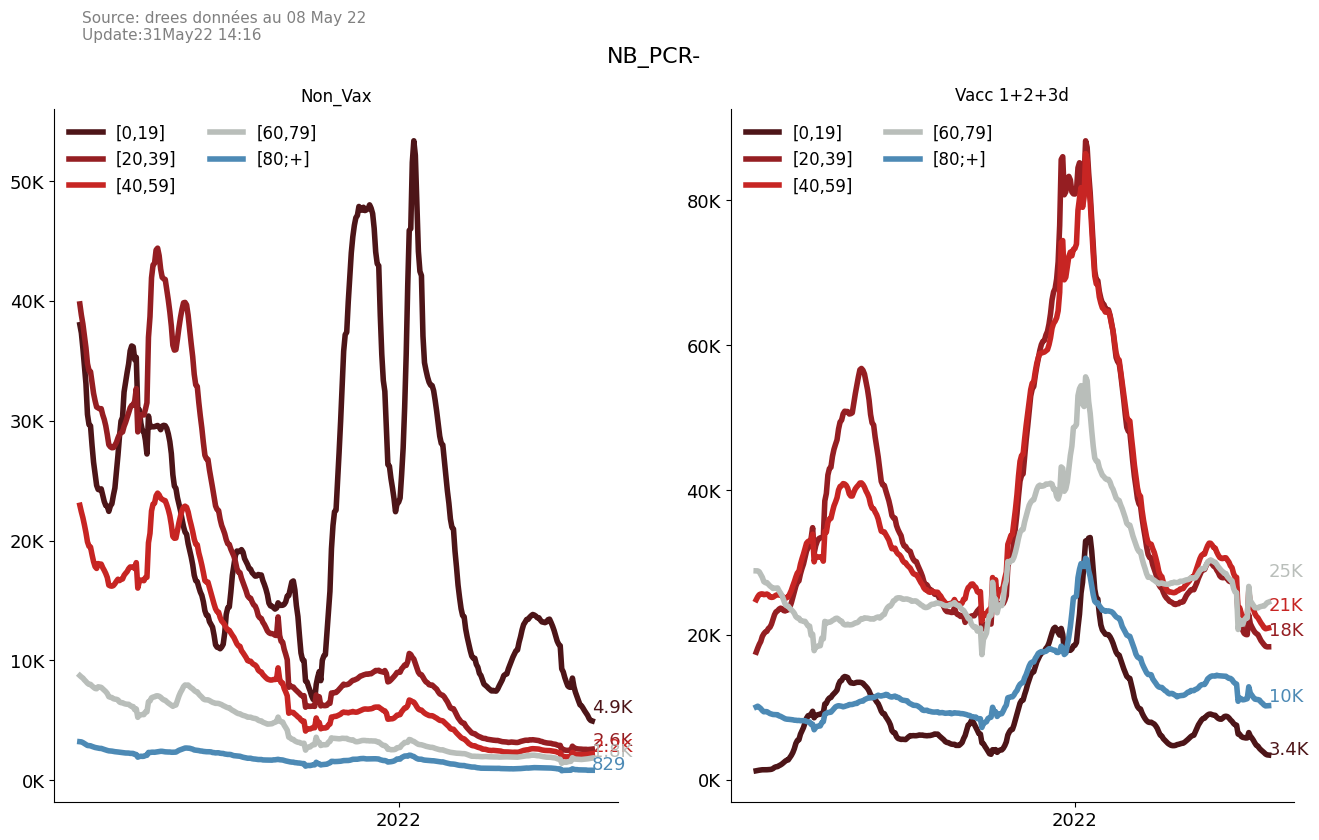 Source: drees données au 08 May 22
Update:31May22 14:16
NB_PCR-
Non_Vax
[0,19]
[20,39]
[40,59]
[60,79]
[80;+]
50K
40K
30K
20K
10K
0K
4.9K
2.6K
829
2022
Vacc 1+2+3d
[0,19]
[20,39]
[40,59]
[60,79]
[80;+]
80K
60K
40K
20K
0K
25K
21K
18K
10K
3.4K
2022